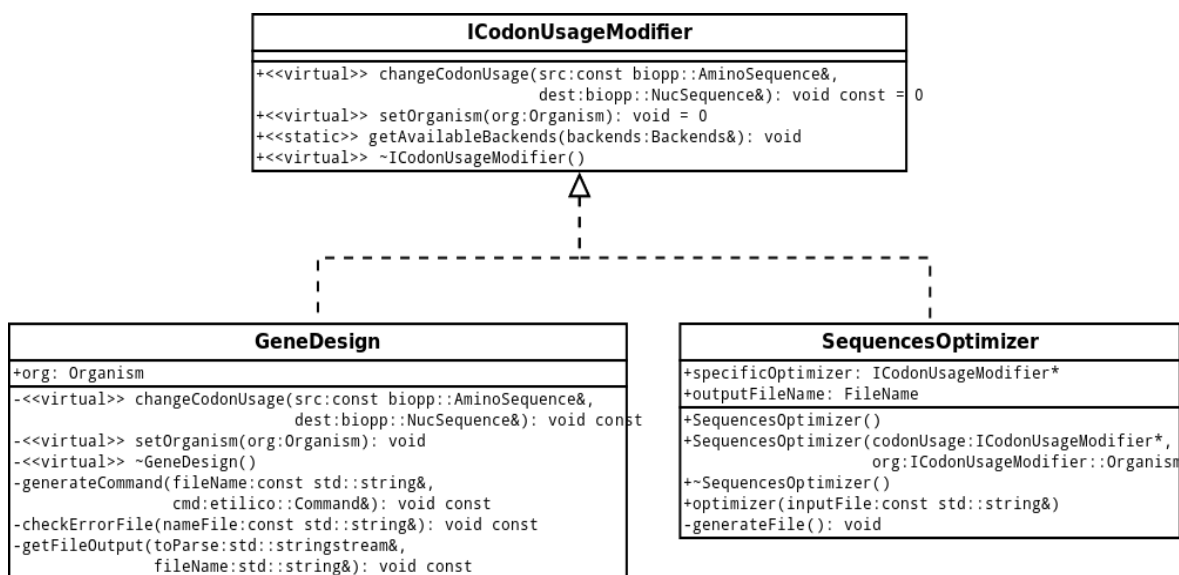 ICodonUsageModifier
+<<virtual>> changeCodonUsage(src:const biopp::AminoSequence&,
dest:biopp::NucSequence&): void const = 0
+<<virtual>> setOrganism(org:Organism): void = 0
+<<static>> getAvailableBackends(backends:Backends&): void
+<<virtual>> ~ICodonUsageModifier()
GeneDesign
+org: Organism
-<<virtual>> changeCodonUsage(src:const biopp::AminoSequence&,
dest:biopp::NucSequence&): void const
-<<virtual>> setOrganism(org:Organism): void
-<<virtual>> ~GeneDesign()
-generateCommand(fileName:const std::string&,
cmd:etilico::Command&): void const
-checkErrorFile(nameFile:const std::string&): void const
-getFileOutput(toParse:std::stringstream&,
fileName:std::string&): void const
SequencesOptimizer
+specificOptimizer: ICodonUsageModifier*
+outputFileName: FileName
+SequencesOptimizer()
+SequencesOptimizer(codonUsage:ICodonUsageModifier*,
org:ICodonUsageModifier::Organism
+~SequencesOptimizer()
+optimizer(inputFile:const std::string&)
-generateFile(): void